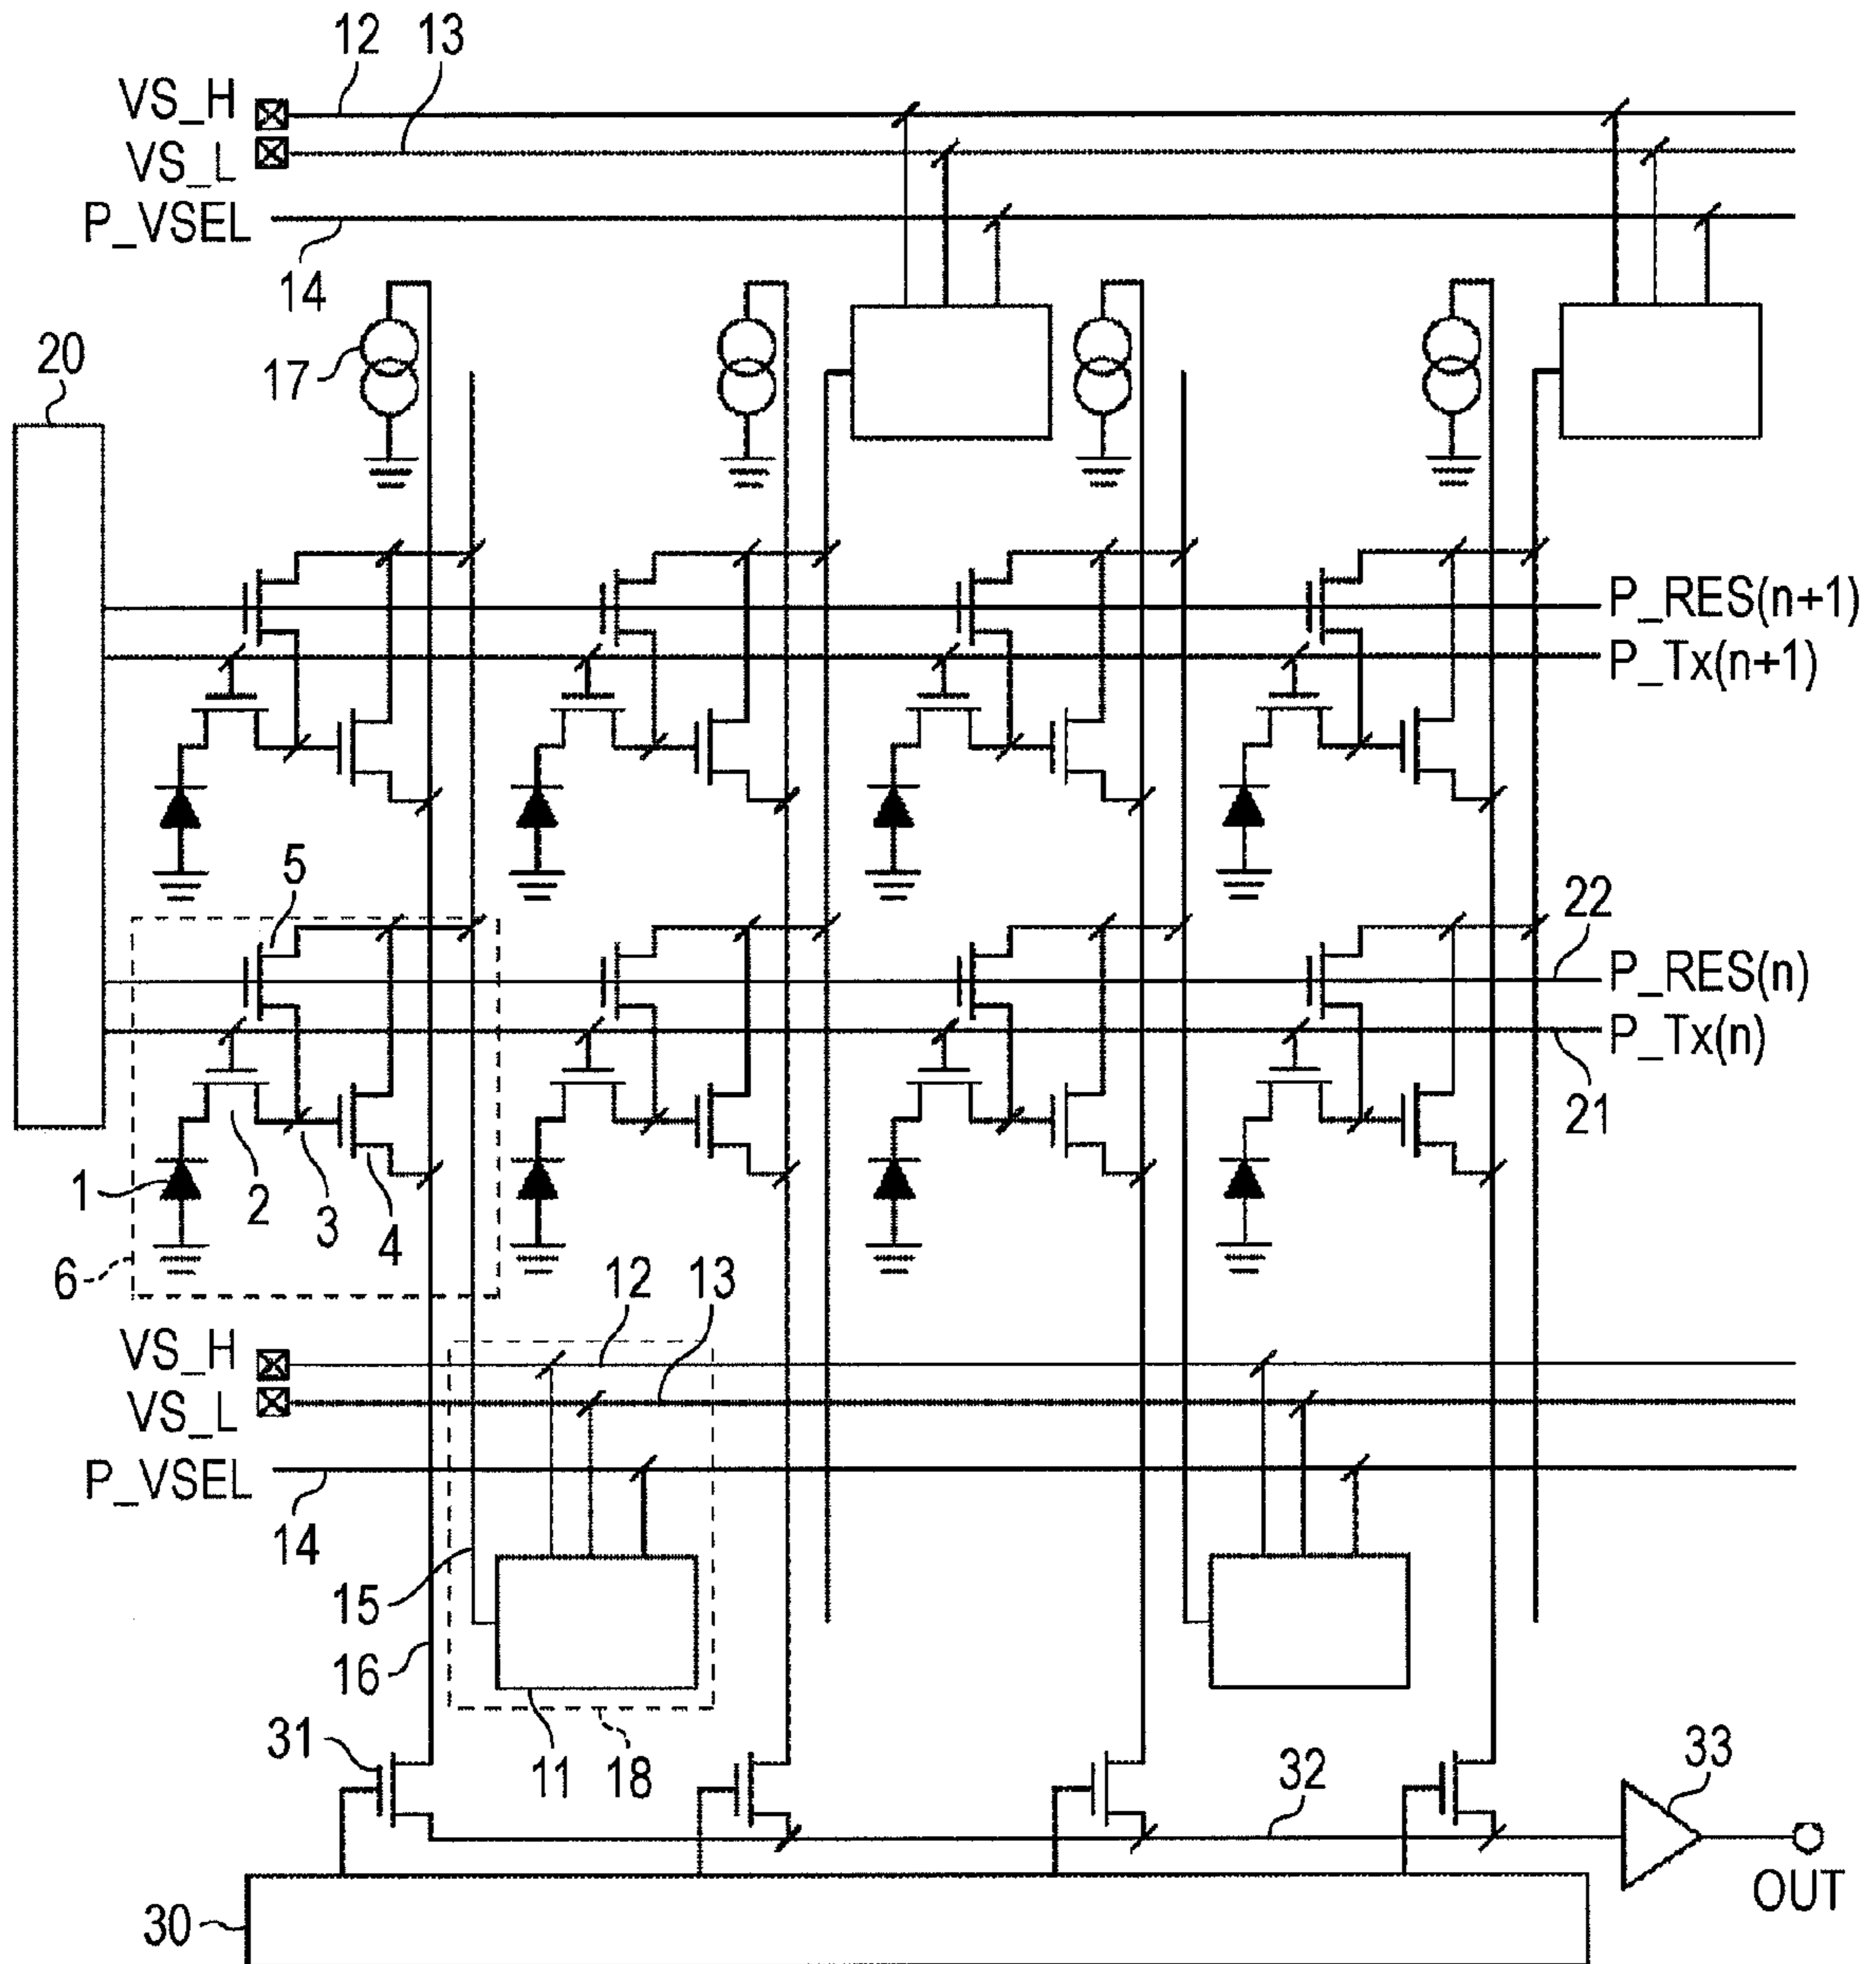 12
13
VS_H
VS_L
P_VSEL
14
20
17
P_RES(n+1)
P_Tx(n+1)
5
22
P_RES(n)
P_Tx(n)
21
1
2
3
4
6
12
13
VS_H
VS_L
P_VSEL
14
15
16
31
11
18
32
33
OUT
30